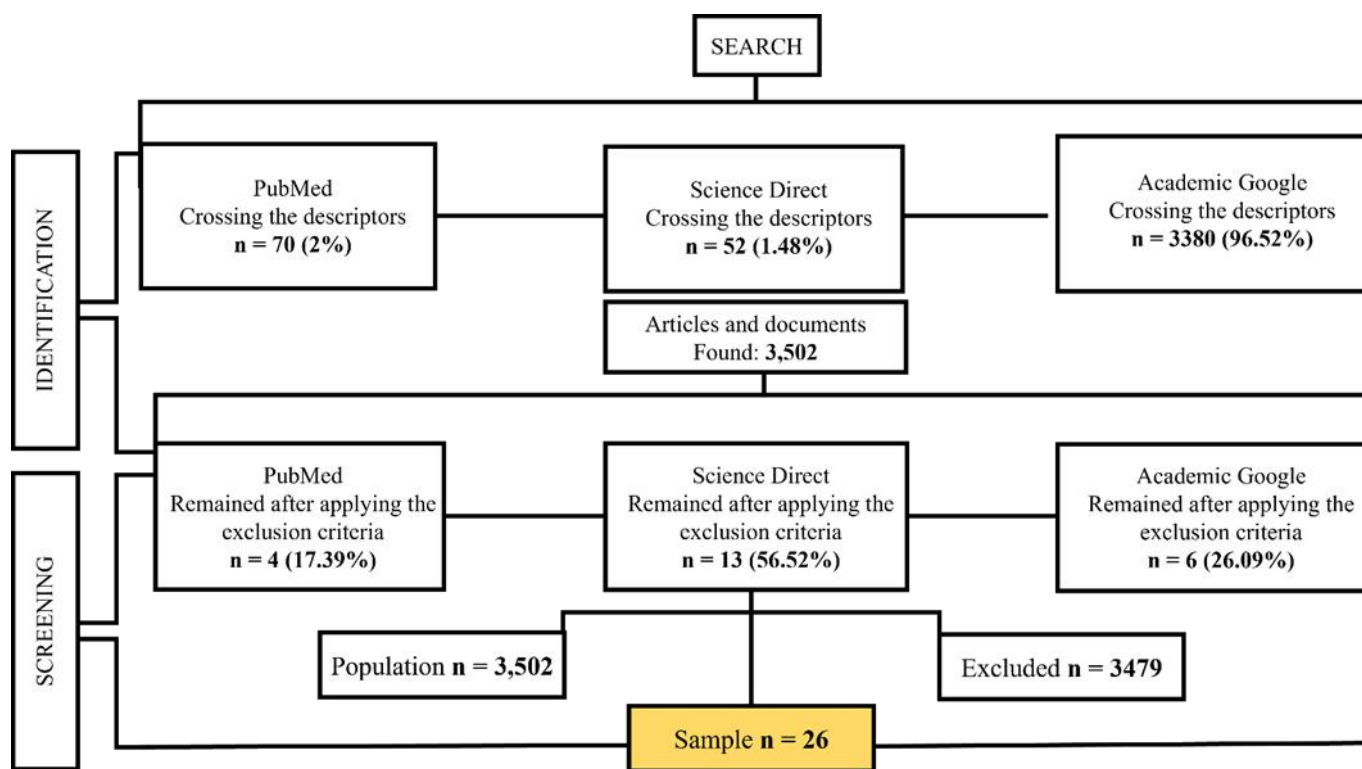 SEARCH
IDENTIFICATION
PubMed
Crossing the descriptors
n = 70 (2%)
Science Direct
Crossing the descriptors
n = 52 (1.48%)
Academic Google
Crossing the descriptors
n = 3380 (96.52%)
Articles and documents
Found: 3,502
SCREENING
PubMed
Remained after applying the
exclusion criteria
n = 4 (17.39%)
Science Direct
Remained after applying the
exclusion criteria
n = 13 (56.52%)
Academic Google
Remained after applying the
exclusion criteria
n = 6 (26.09%)
Population n = 3,502
Excluded n = 3479
Sample n = 26